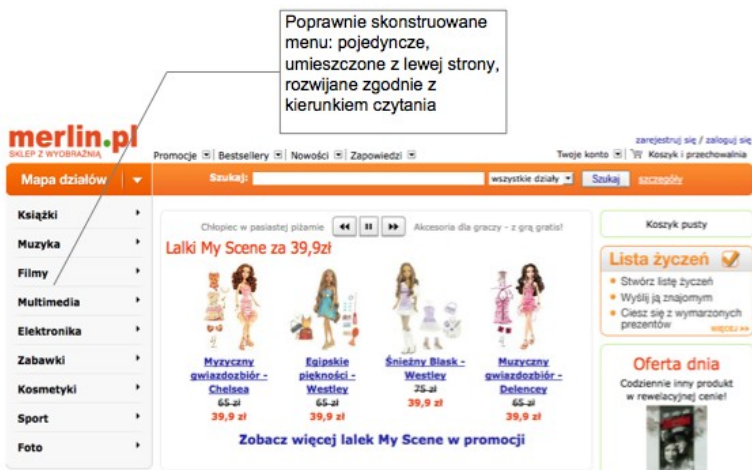 Poprawnie skonstruowane
menu: pojedyncze,
umieszczone z lewej strony,
rozwijane zgodnie z
kierunkiem czytania
merlin.pl
SKLEP Z WYOBRAŹNIĄ
zarejestruj się / zaloguj się
Promocje | Bestsellery | Nowości | Zapowiedzi
Twoje konto | Koszyk i przechowalnia
Mapa działów
Szukaj:
wszystkie działy
Szukaj
szczegóły
Książki
Muzyka
Filmy
Multimedia
Elektronika
Zabawki
Kosmetyki
Sport
Foto
Chłopiec w pasiastej piżamie
Akcesoria dla graczy - z grą gratis!
Lalki My Scene za 39,9zł
Myzyczny
gwiazdozbiór -
Chelsea
65 zł
39,9 zł
Egipskie
piękności -
Westley
65 zł
39,9 zł
Śnieżny Blask -
Westley
75 zł
39,9 zł
Muzyczny
gwiazdozbiór -
Delencey
65 zł
39,9 zł
Zobacz więcej lalek My Scene w promocji
Koszyk pusty
Lista życzeń
Stwórz listę życzeń
Wyślij ją znajomym
Ciesz się z wymarzonych
prezentów
więcej »»
Oferta dnia
Codziennie inny produkt
w rewelacyjnej cenie!